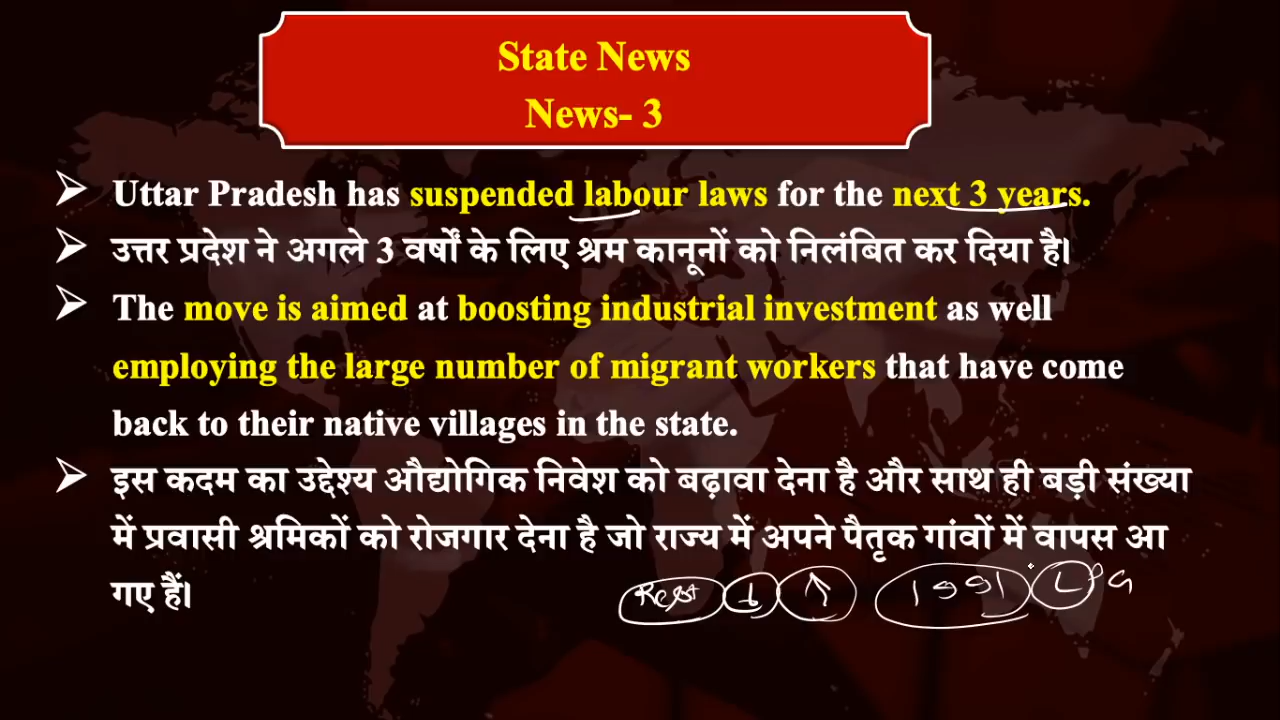 State News
News- 3
➤ Uttar Pradesh has suspended labour laws for the next 3 years.
➤ उत्तर प्रदेश ने अगले 3 वर्षों के लिए श्रम कानूनों को निलंबित कर दिया है।
➤ The move is aimed at boosting industrial investment as well
employing the large number of migrant workers that have come
back to their native villages in the state.
➤ इस कदम का उद्देश्य औद्योगिक निवेश को बढ़ावा देना है और साथ ही बड़ी संख्या
में प्रवासी श्रमिकों को रोजगार देना है जो राज्य में अपने पैतृक गांवों में वापस आ
गए हैं।
Rest ↓ ↑ 1991 LPG